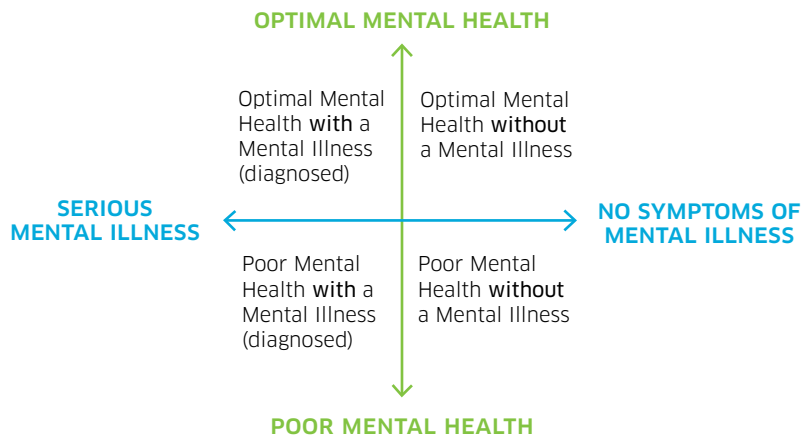 OPTIMAL MENTAL HEALTH
Optimal Mental
Health with a
Mental Illness
(diagnosed)
Optimal Mental
Health without
a Mental Illness
SERIOUS
MENTAL ILLNESS
NO SYMPTOMS OF
MENTAL ILLNESS
Poor Mental
Health with a
Mental Illness
(diagnosed)
Poor Mental
Health without
a Mental Illness
POOR MENTAL HEALTH